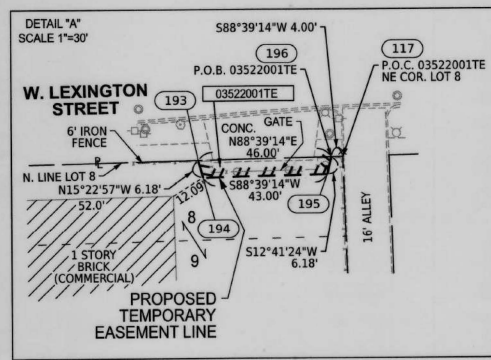 DETAIL "A"
SCALE 1"=30'
S88°39'14"W 4.00'
196
117
P.O.B. 03522001TE
P.O.C. 03522001TE
NE COR. LOT 8
W. LEXINGTON
STREET
193
03522001TE
6' IRON
FENCE
CONC.
GATE
N88°39'14"E
46.00'
P
L
N. LINE LOT 8
N15°22'57"W 6.18'
12.09'
S88°39'14"W
43.00'
52.0'
194
195
8
9
1 STORY
BRICK
(COMMERCIAL)
S12°41'24"W
6.18'
16' ALLEY
PROPOSED
TEMPORARY
EASEMENT LINE